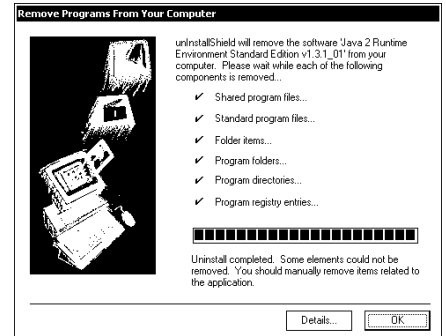 Remove Programs From Your Computer
unInstallShield will remove the software 'Java 2 Runtime
Environment Standard Edition v1.3.1_01' from your
computer. Please wait while each of the following
components is removed...
✓ Shared program files...
✓ Standard program files...
✓ Folder items...
✓ Program folders...
✓ Program directories...
✓ Program registry entries...
Uninstall completed. Some elements could not be
removed. You should manually remove items related to
the application.
Details...
OK